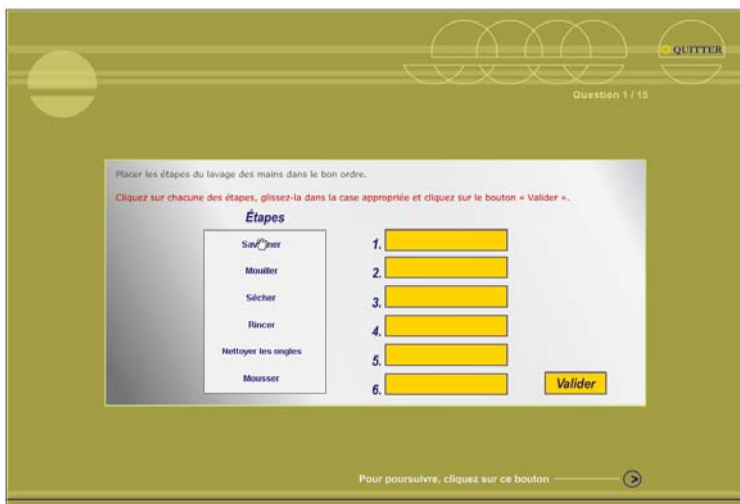 QUITTER
Question 1 / 15
Placer les étapes du lavage des mains dans le bon ordre.
Cliquez sur chacune des étapes, glissez-la dans la case appropriée et cliquez sur le bouton « Valider ».
Étapes
Mouiller
Sécher
Rincer
Nettoyer les ongles
Mousser
1.
2.
3.
4.
5.
6.
Valider
Pour poursuivre, cliquez sur ce bouton